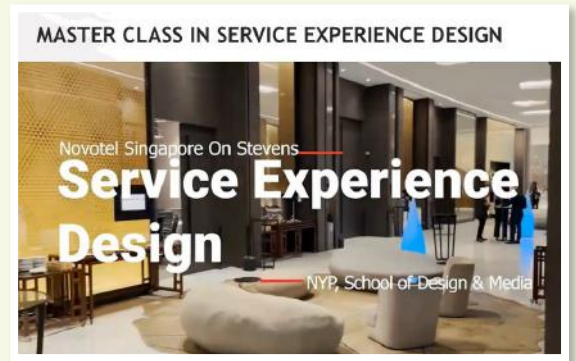 MASTER CLASS IN SERVICE EXPERIENCE DESIGN
Novotel Singapore On Stevens
Service Experience
Design
NYP, School of Design & Media